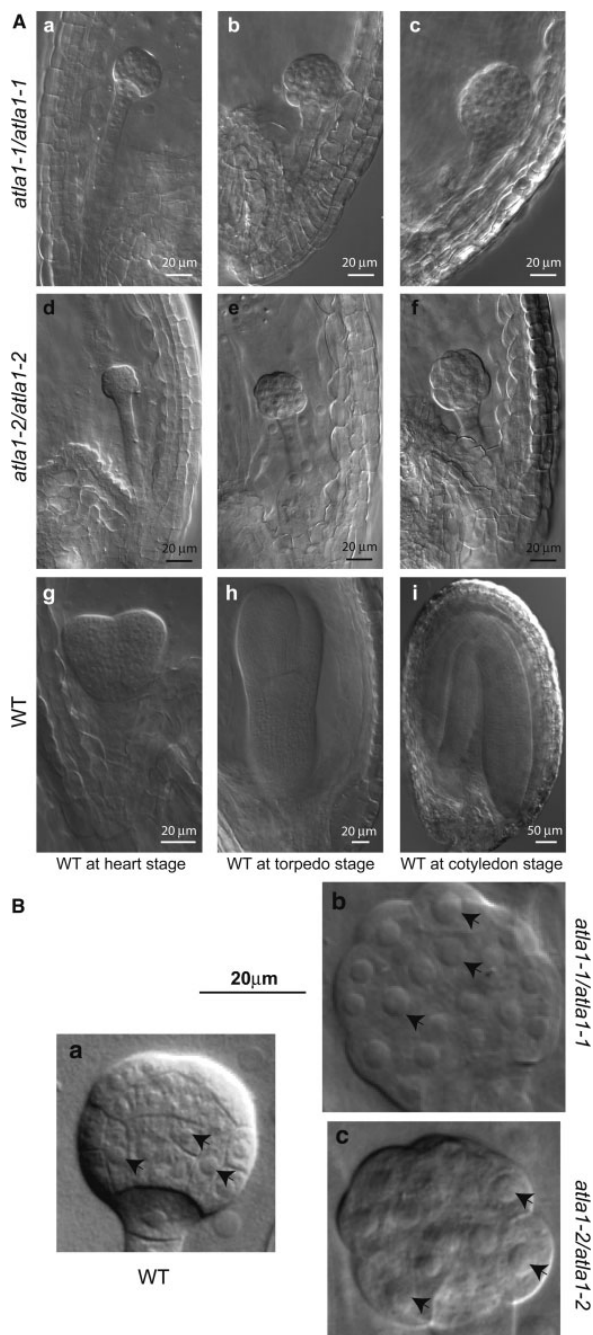 A
a b c
atla1-1/atla1-1
20 µm 20 µm 20 µm
d e f
atla1-2/atla1-2
20 µm 20 µm 20 µm
g h i
WT
20 µm 20 µm 50 µm
WT at heart stage WT at torpedo stage WT at cotyledon stage
B
b
atla1-1/atla1-1
20µm
a
WT
c
atla1-2/atla1-2